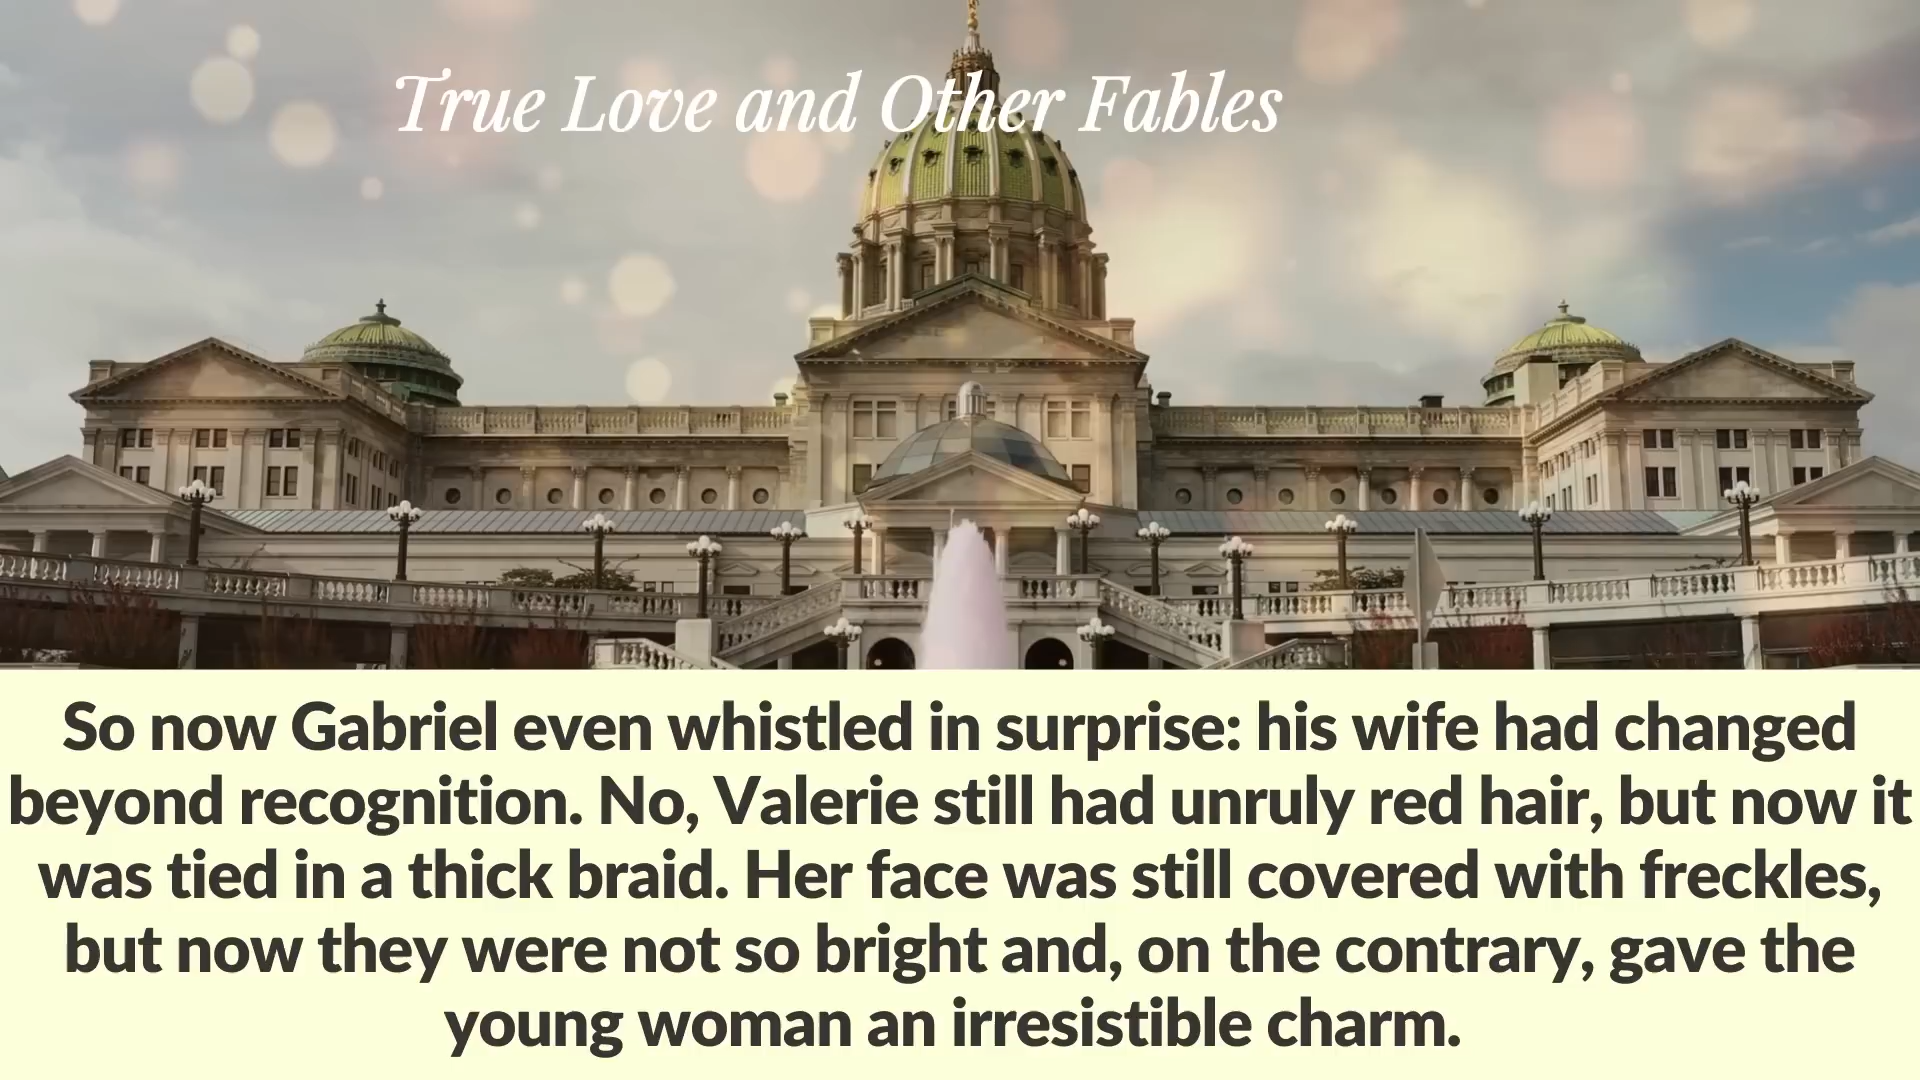 True Love and Other Fables
So now Gabriel even whistled in surprise: his wife had changed
beyond recognition. No, Valerie still had unruly red hair, but now it
was tied in a thick braid. Her face was still covered with freckles,
but now they were not so bright and, on the contrary, gave the
young woman an irresistible charm.